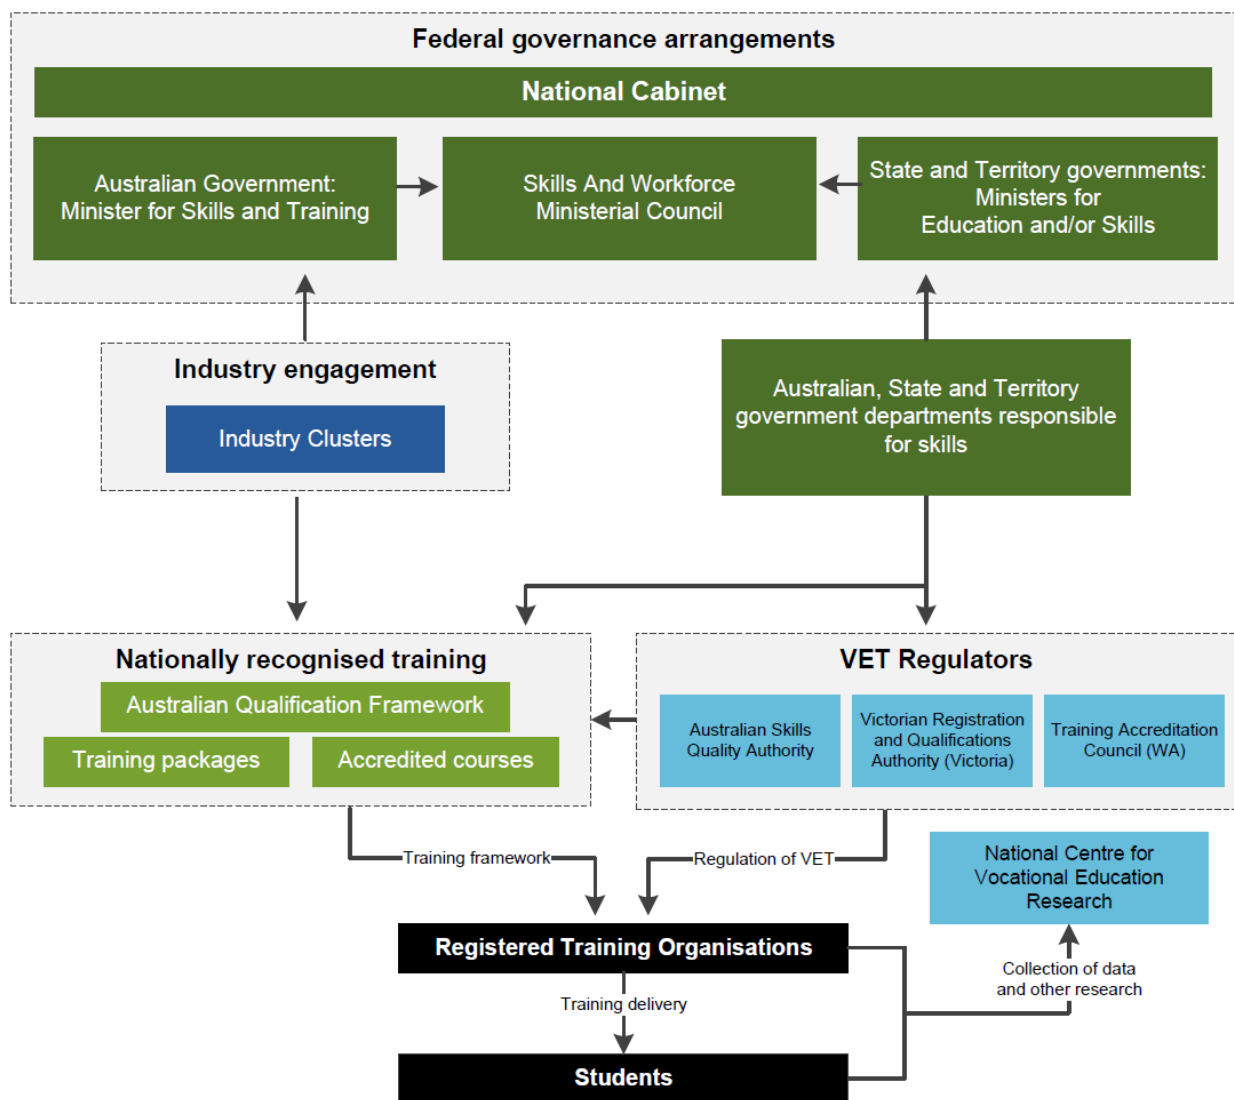 Federal governance arrangements
National Cabinet
Australian Government:
Minister for Skills and Training
Skills And Workforce
Ministerial Council
State and Territory governments:
Ministers for
Education and/or Skills
Industry engagement
Industry Clusters
Australian, State and Territory
government departments responsible
for skills
Nationally recognised training
Australian Qualification Framework
Training packages
Accredited courses
VET Regulators
Australian Skills
Quality Authority
Victorian Registration
and Qualifications
Authority (Victoria)
Training Accreditation
Council (WA)
Training framework
Regulation of VET
National Centre for
Vocational Education
Research
Registered Training Organisations
Collection of data
and other research
Training delivery
Students